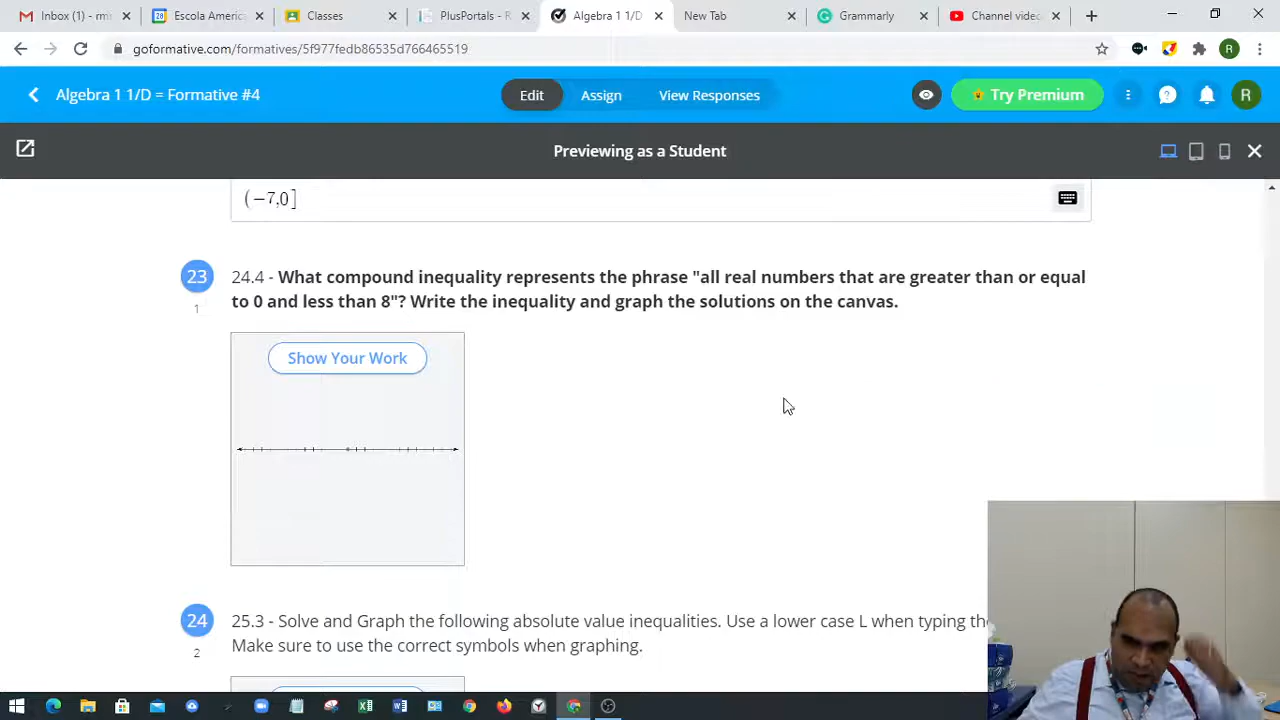 Inbox (1) - rm
Escola America
Classes
PlusPortals - R
Algebra 1 1/D
New Tab
Grammarly
Channel video
goformative.com/formatives/5f977fedb86535d766465519
Algebra 1 1/D = Formative #4
Edit
Assign
View Responses
Try Premium
R
Previewing as a Student
(−7,0]
23
24.4 - What compound inequality represents the phrase "all real numbers that are greater than or equal
to 0 and less than 8"? Write the inequality and graph the solutions on the canvas.
1
Show Your Work
24
25.3 - Solve and Graph the following absolute value inequalities. Use a lower case L when typing the
Make sure to use the correct symbols when graphing.
2